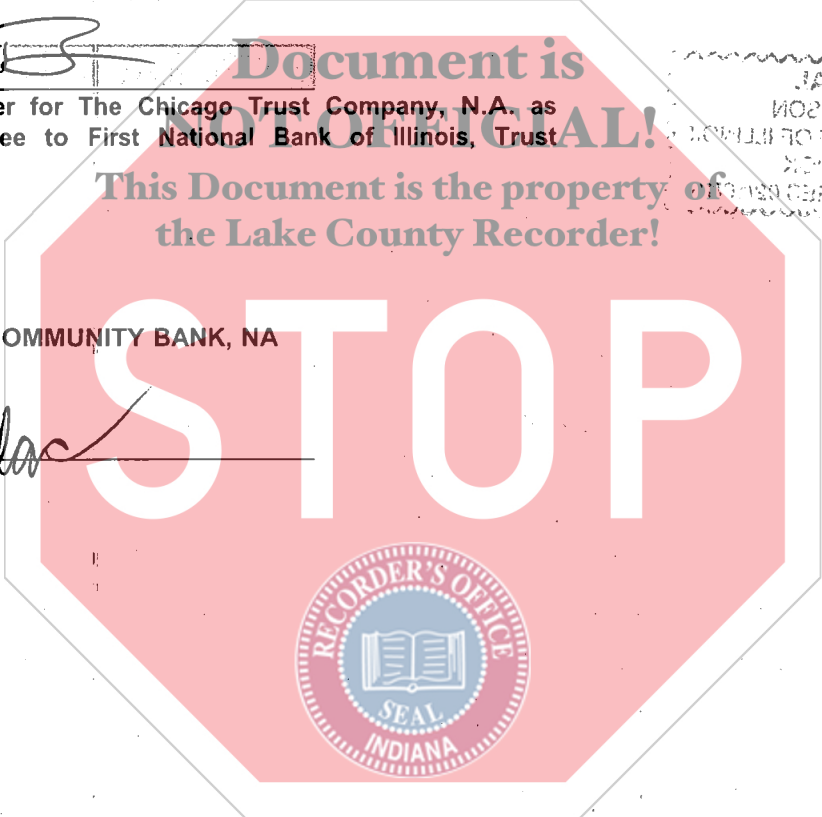 Document is
er for The Chicago Trust Company, N.A. as
NOT OFFICIAL!
ee to First National Bank of Illinois, Trust
This Document is the property of
the Lake County Recorder!
OMMUNITY BANK, NA
STOP
RECORDER'S OFFICE
SEAL
INDIANA